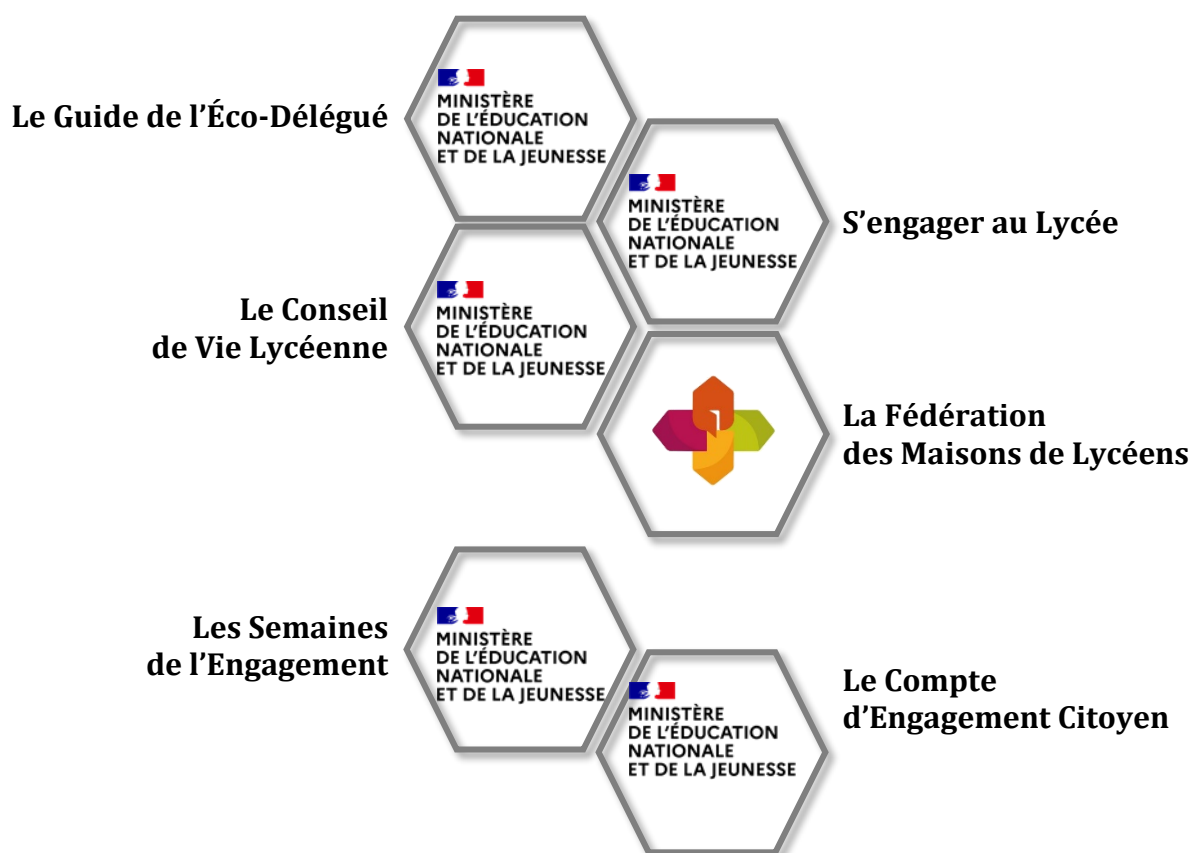 Le Guide de l’Éco-Délégué
MINISTÈRE
DE L’ÉDUCATION
NATIONALE
ET DE LA JEUNESSE
MINISTÈRE
DE L’ÉDUCATION
NATIONALE
ET DE LA JEUNESSE
S’engager au Lycée
Le Conseil
de Vie Lycéenne
MINISTÈRE
DE L’ÉDUCATION
NATIONALE
ET DE LA JEUNESSE
La Fédération
des Maisons de Lycéens
Les Semaines
de l’Engagement
MINISTÈRE
DE L’ÉDUCATION
NATIONALE
ET DE LA JEUNESSE
MINISTÈRE
DE L’ÉDUCATION
NATIONALE
ET DE LA JEUNESSE
Le Compte
d’Engagement Citoyen